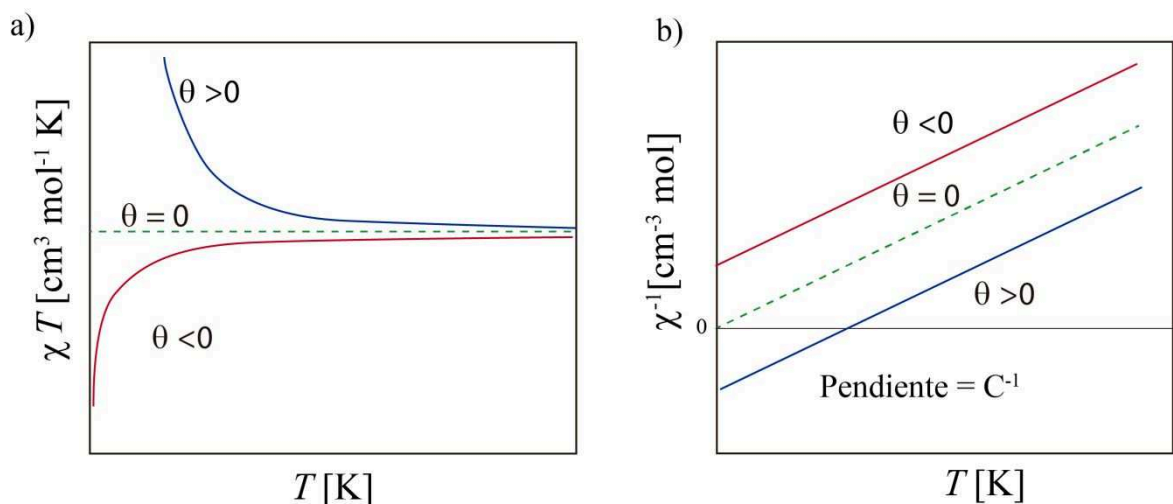 a)
χ T [cm³ mol⁻¹ K]
θ >0
θ = 0
θ <0
T [K]
b)
χ⁻¹[cm⁻³ mol]
θ <0
θ = 0
θ >0
0
Pendiente = C⁻¹
T [K]